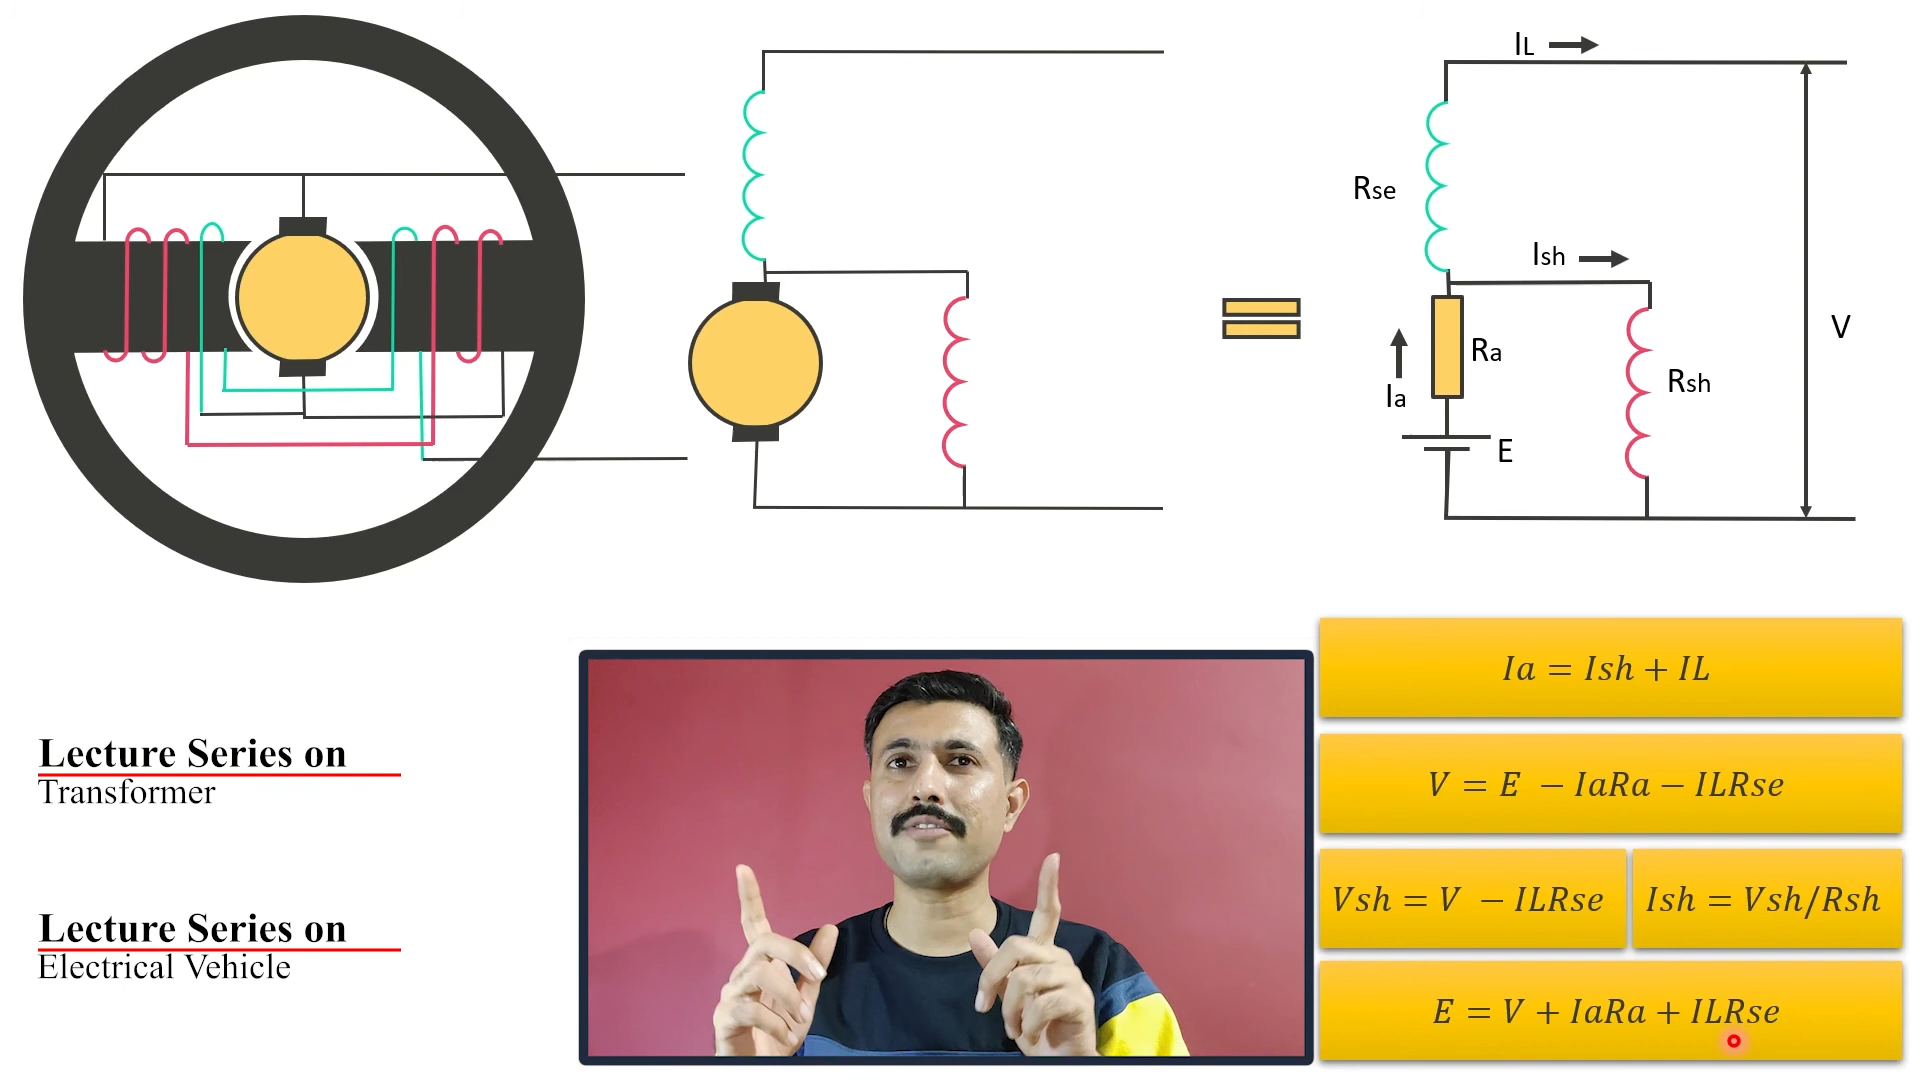 IL
Rse
Ish
V
Ra
Ia
Rsh
E
Ia = Ish + IL
V = E − IaRa − ILRse
Vsh = V − ILRse
Ish = Vsh/Rsh
E = V + IaRa + ILRse
Lecture Series on
Transformer
Lecture Series on
Electrical Vehicle